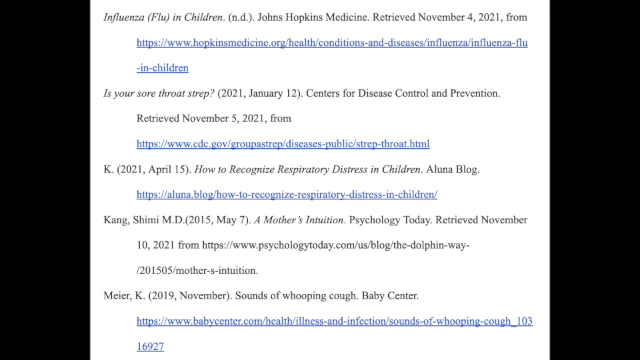 Influenza (Flu) in Children. (n.d.). Johns Hopkins Medicine. Retrieved November 4, 2021, from
https://www.hopkinsmedicine.org/health/conditions-and-diseases/influenza/influenza-flu
-in-children
Is your sore throat strep? (2021, January 12). Centers for Disease Control and Prevention.
Retrieved November 5, 2021, from
https://www.cdc.gov/groupastrep/diseases-public/strep-throat.html
K. (2021, April 15). How to Recognize Respiratory Distress in Children. Aluna Blog.
https://aluna.blog/how-to-recognize-respiratory-distress-in-children/
Kang, Shimi M.D.(2015, May 7). A Mother’s Intuition. Psychology Today. Retrieved November
10, 2021 from https://www.psychologytoday.com/us/blog/the-dolphin-way-
/201505/mother-s-intuition.
Meier, K. (2019, November). Sounds of whooping cough. Baby Center.
https://www.babycenter.com/health/illness-and-infection/sounds-of-whooping-cough_103
16927